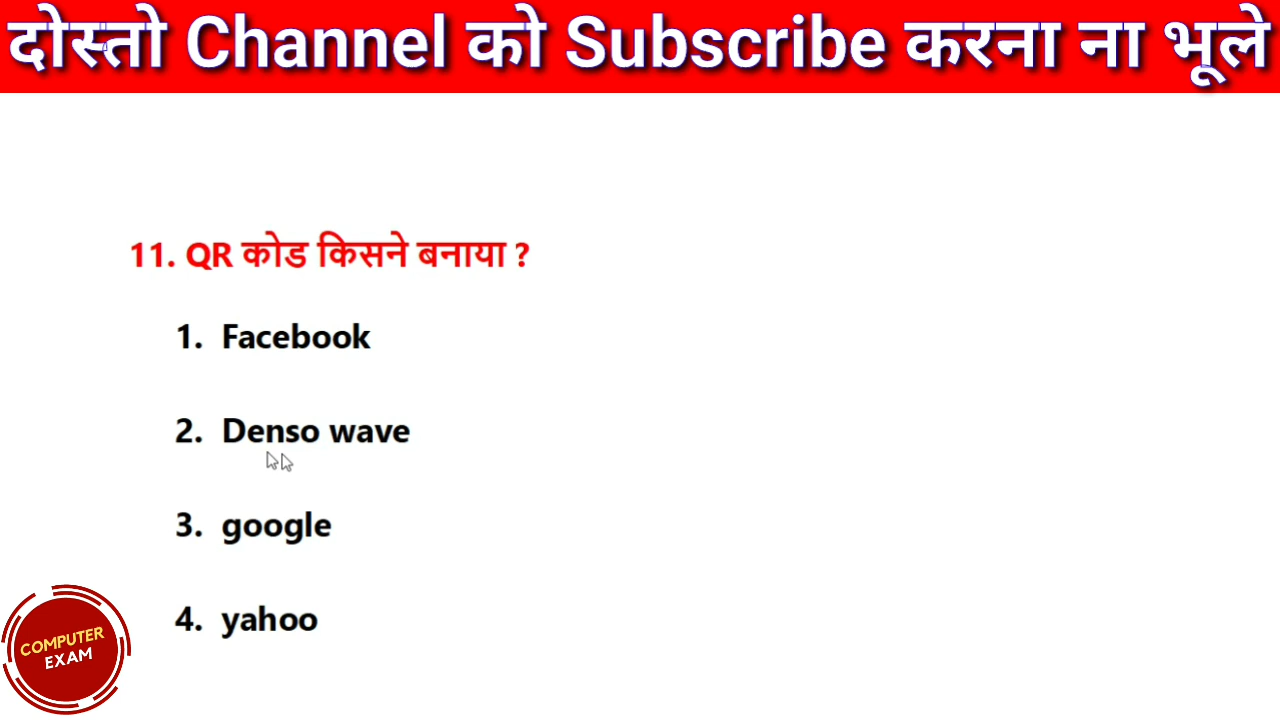 दोस्तो Channel को Subscribe करना ना भूले
11. QR कोड किसने बनाया ?
1. Facebook
2. Denso wave
3. google
4. yahoo
COMPUTER
EXAM